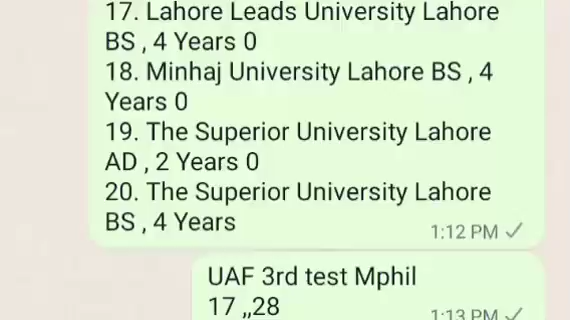 17. Lahore Leads University Lahore
BS , 4 Years 0
18. Minhaj University Lahore BS , 4
Years 0
19. The Superior University Lahore
AD , 2 Years 0
20. The Superior University Lahore
BS , 4 Years
1:12 PM
UAF 3rd test Mphil
17 ,,28
1:13 PM